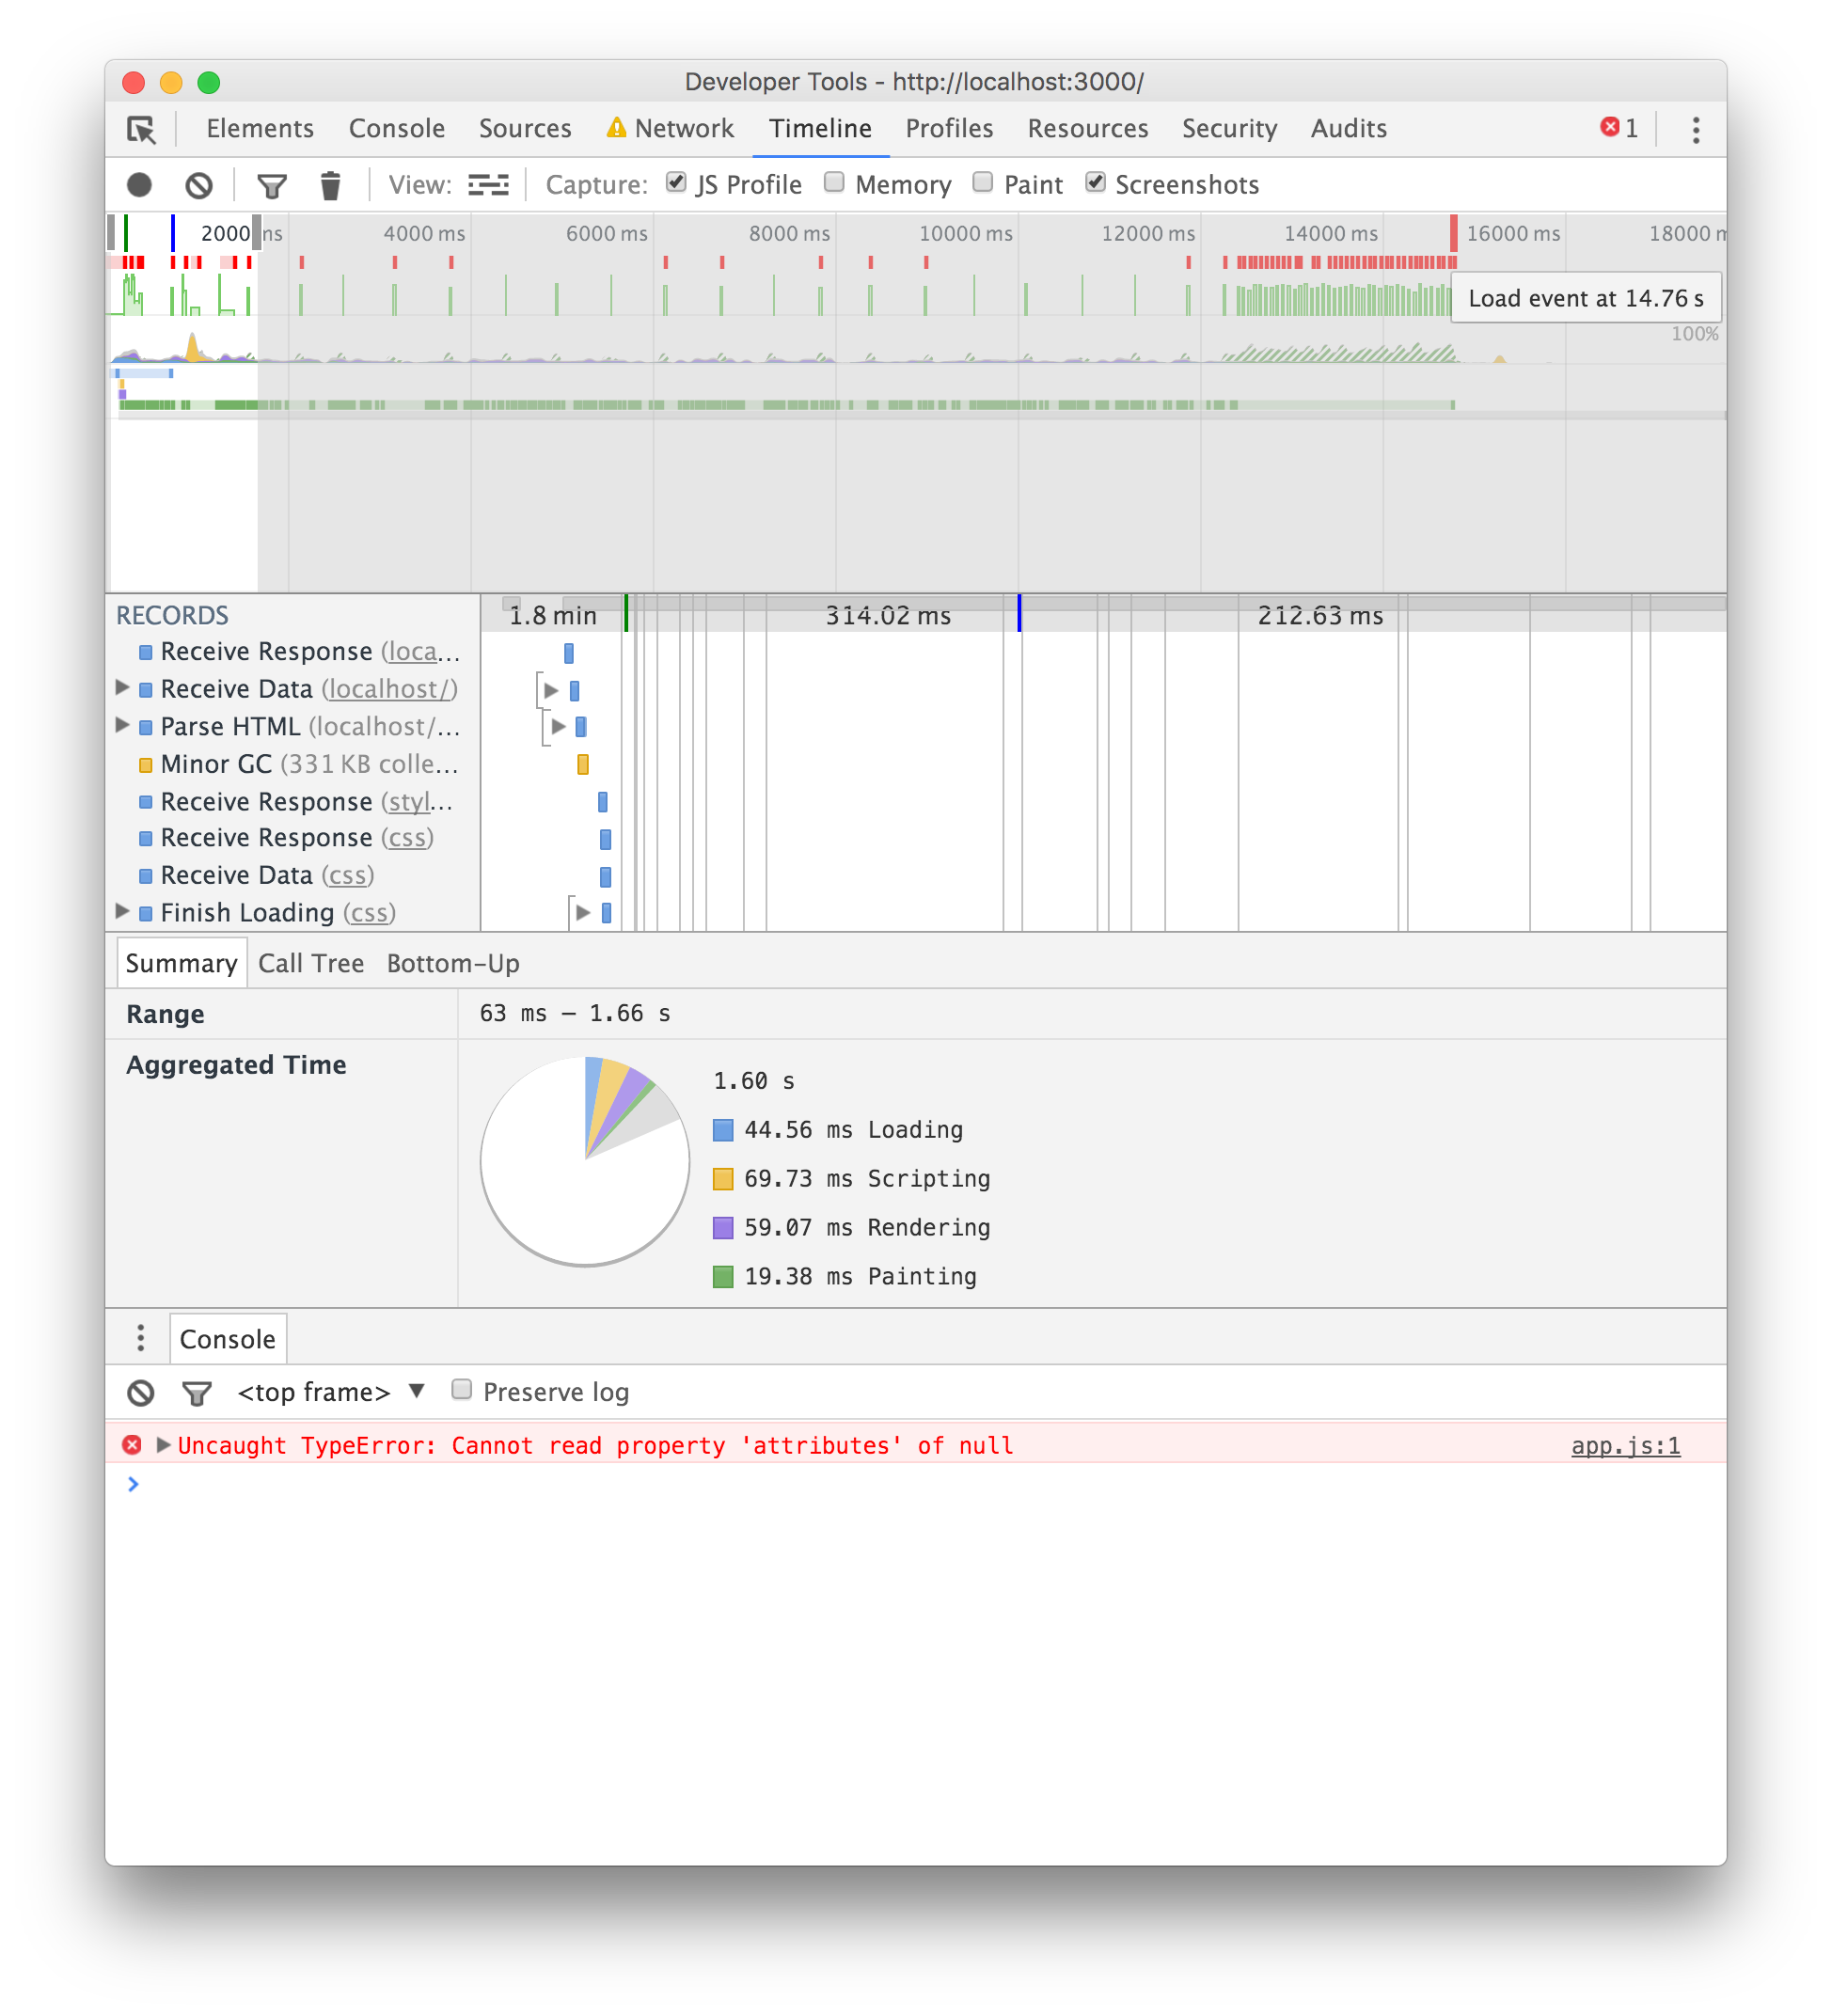 Developer Tools - http://localhost:3000/
Elements Console Sources Network Timeline Profiles Resources Security Audits 1
View: Capture: JS Profile Memory Paint Screenshots
2000 ns 4000 ms 6000 ms 8000 ms 10000 ms 12000 ms 14000 ms 16000 ms 18000 m
Load event at 14.76 s
100%
RECORDS 1.8 min 314.02 ms 212.63 ms
Receive Response (loca...
Receive Data (localhost/)
Parse HTML (localhost/...
Minor GC (331 KB colle...
Receive Response (styl...
Receive Response (css)
Receive Data (css)
Finish Loading (css)
Summary Call Tree Bottom-Up
Range 63 ms – 1.66 s
Aggregated Time
1.60 s
44.56 ms Loading
69.73 ms Scripting
59.07 ms Rendering
19.38 ms Painting
Console
<top frame> ▼ Preserve log
Uncaught TypeError: Cannot read property 'attributes' of null app.js:1